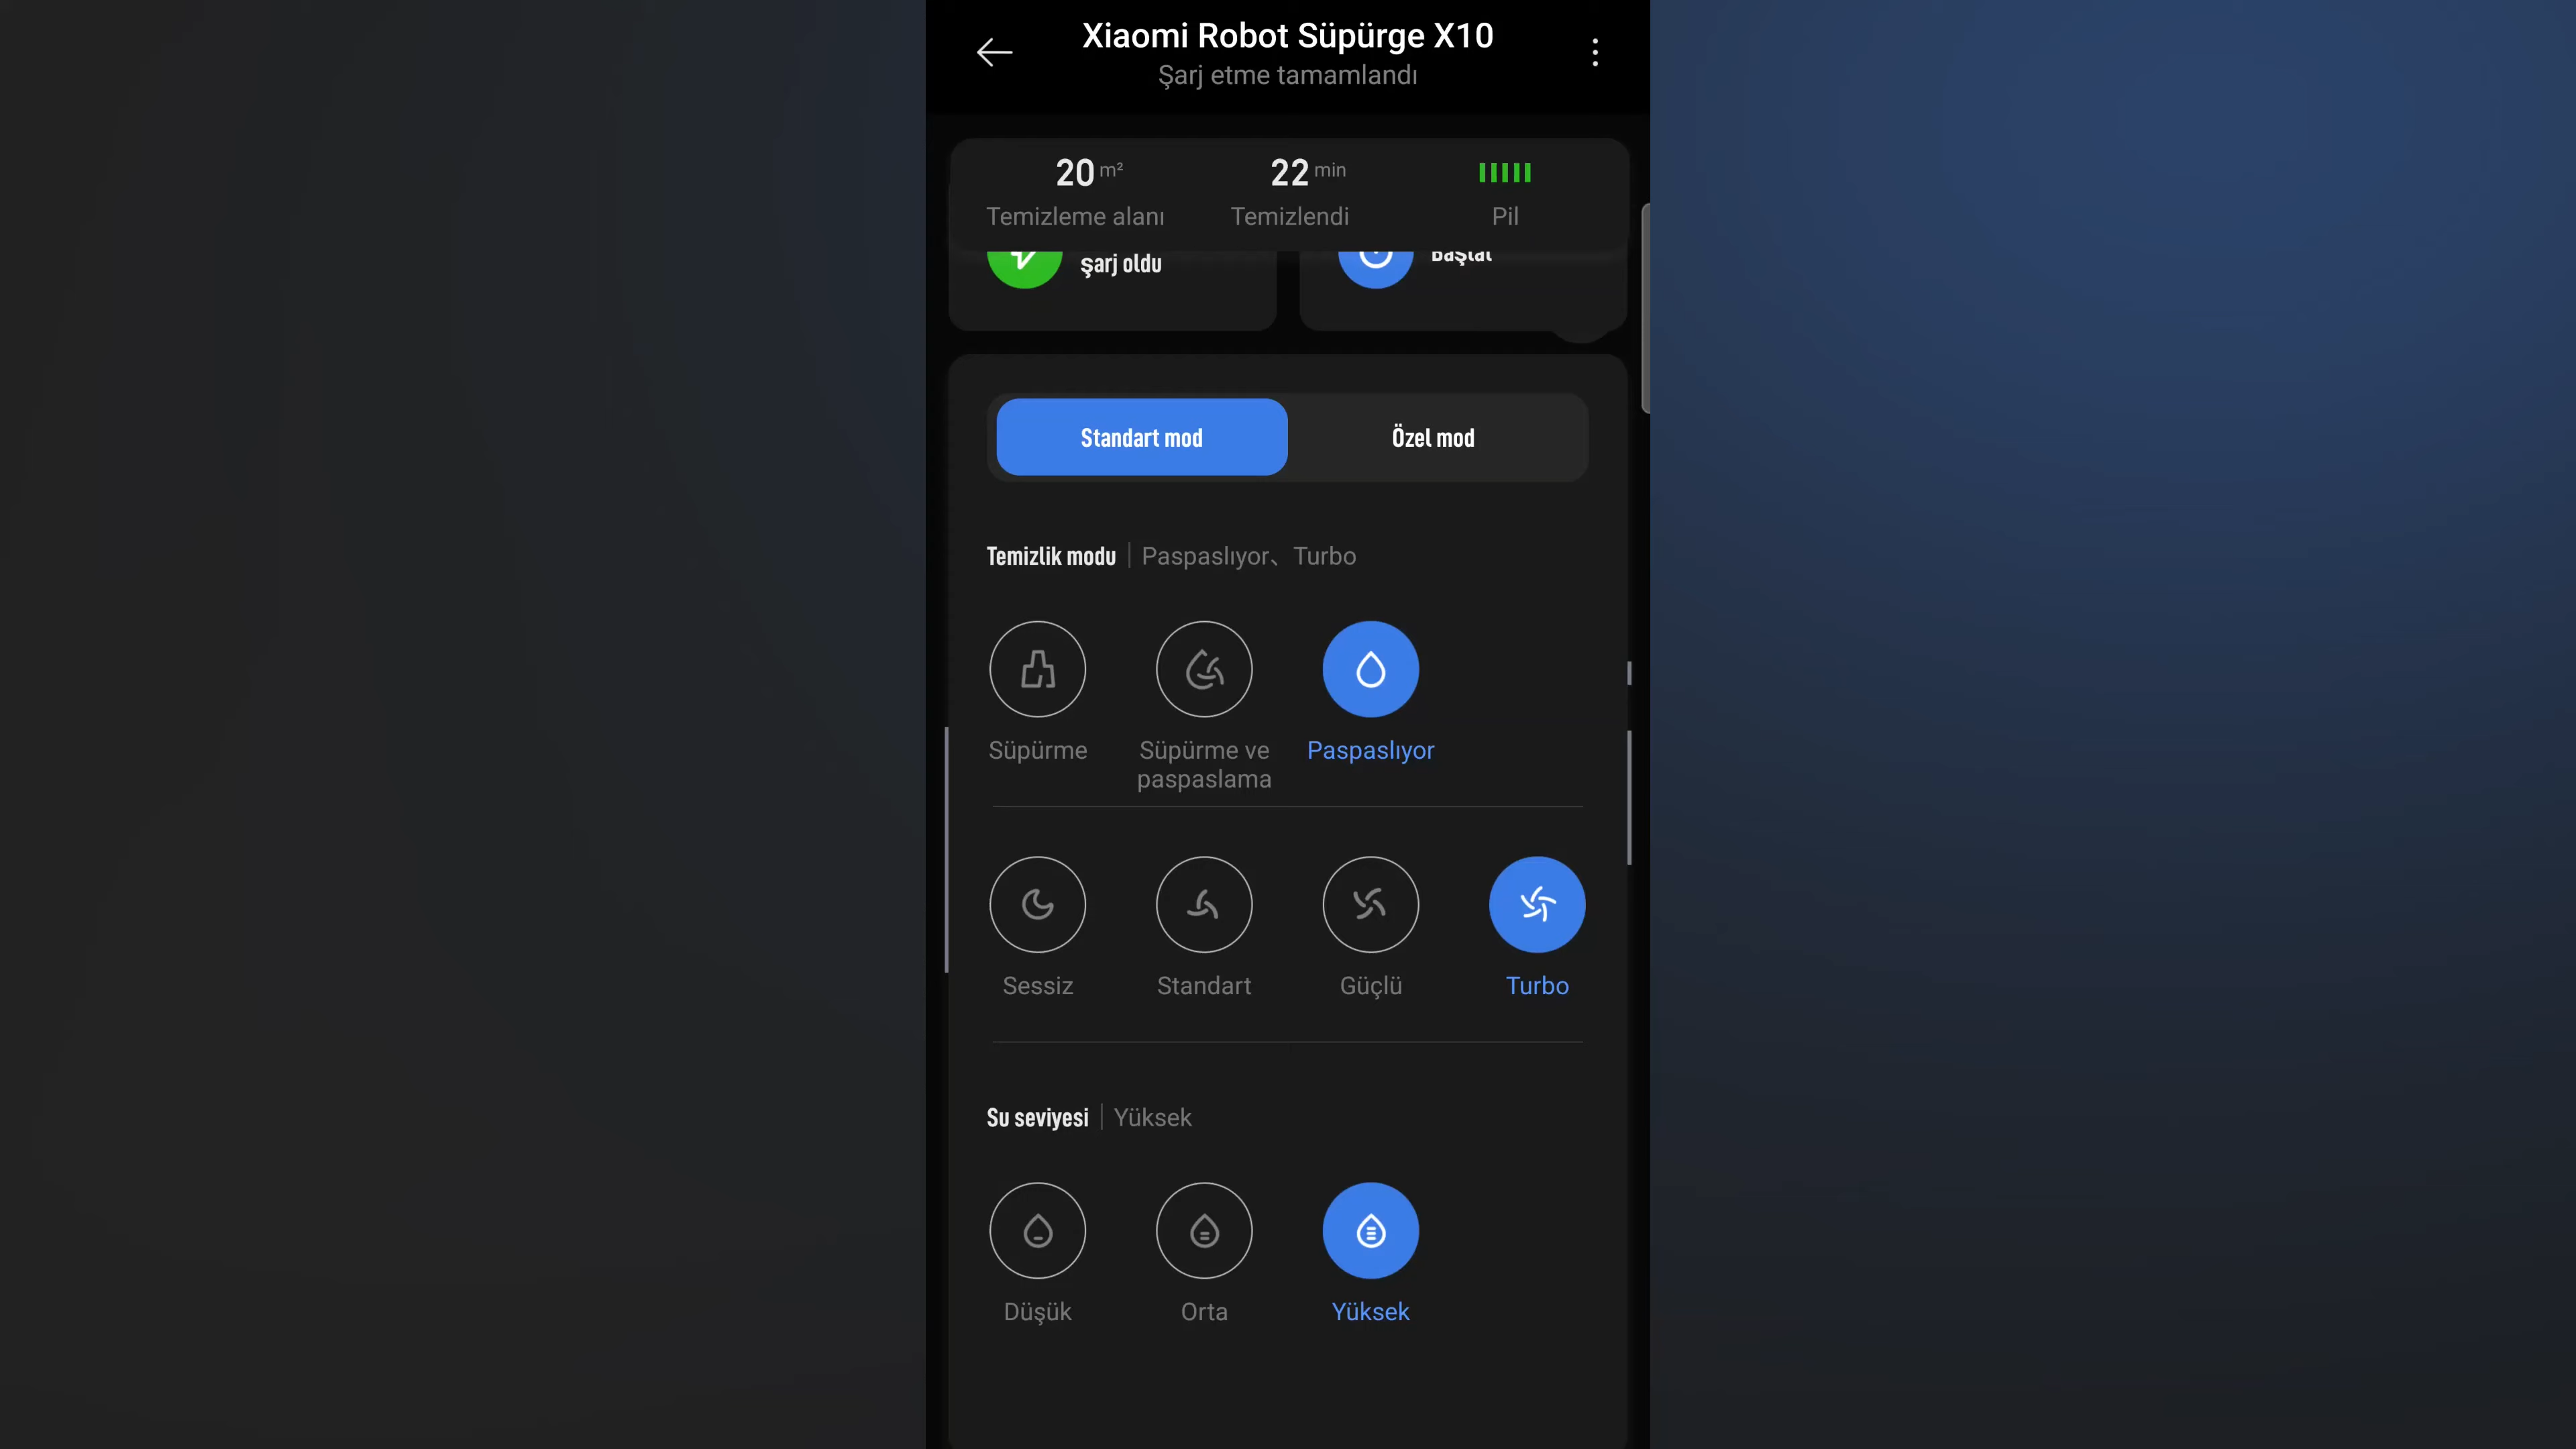 Xiaomi Robot Süpürge X10
Şarj etme tamamlandı
20 m² 22 min
Temizleme alanı Temizlendi Pil
şarj oldu Başlat
Standart mod Özel mod
Temizlik modu | Paspaslıyor、 Turbo
Süpürme Süpürme ve paspaslama Paspaslıyor
Sessiz Standart Güçlü Turbo
Su seviyesi | Yüksek
Düşük Orta Yüksek